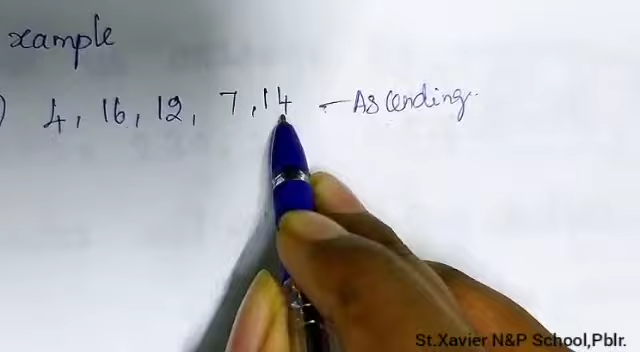 xample
) 4, 16, 12, 7, 14 - Ascending..
St.Xavier N&P School,Pblr.